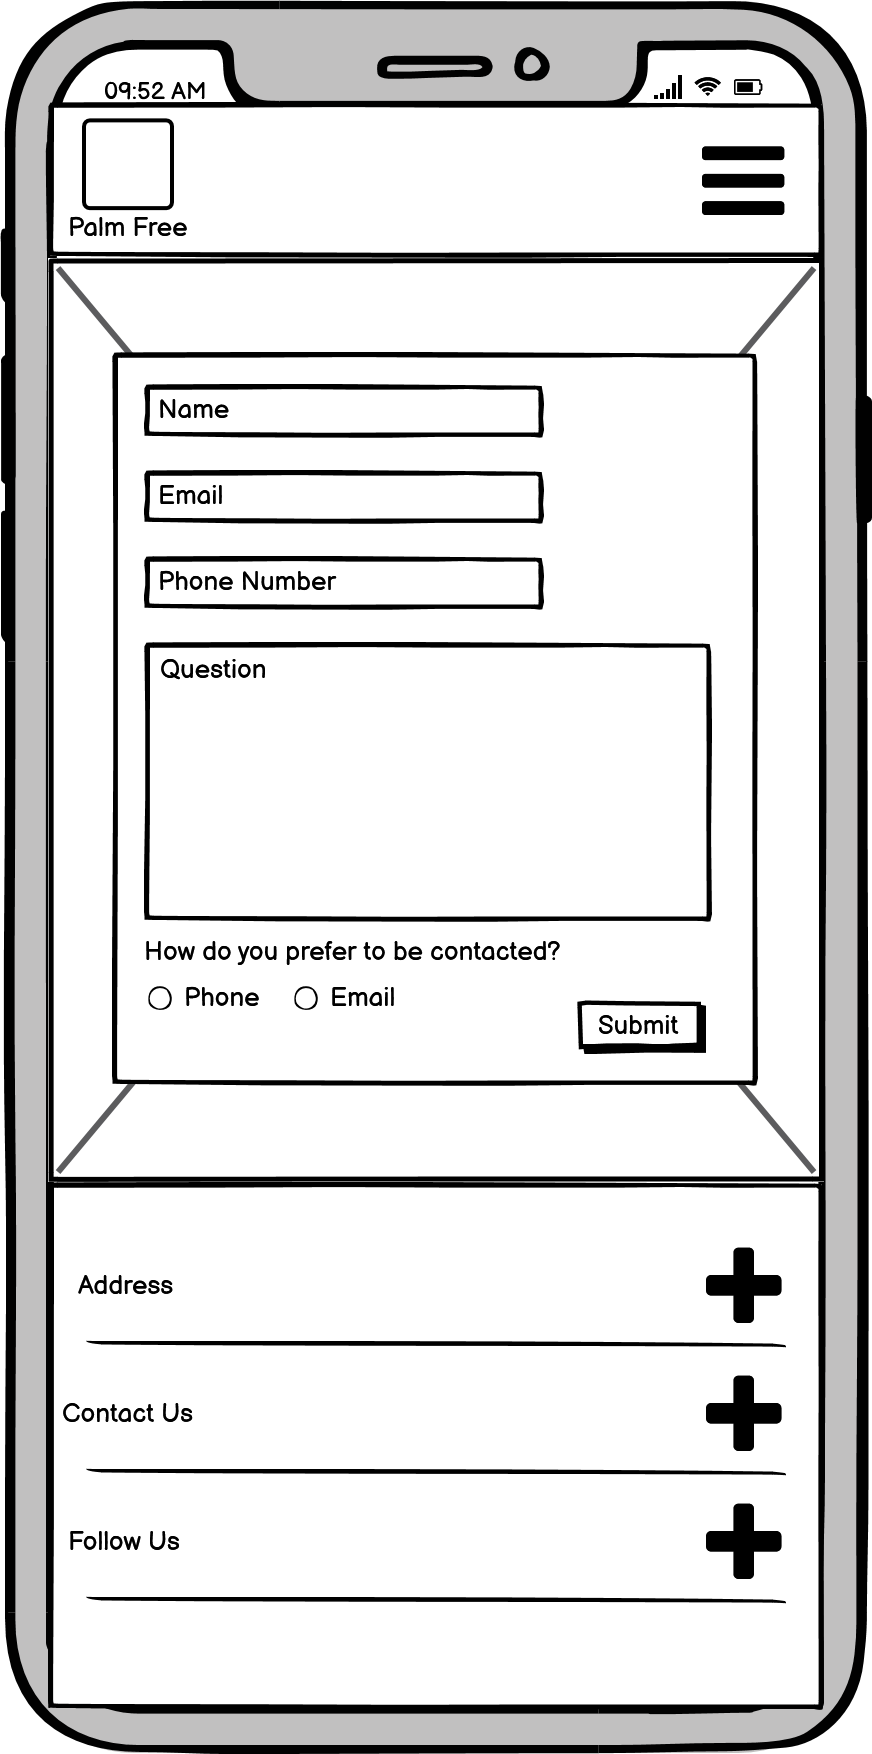 09:52 AM
Palm Free
Name
Email
Phone Number
Question
How do you prefer to be contacted?
Phone Email
Submit
Address
Contact Us
Follow Us